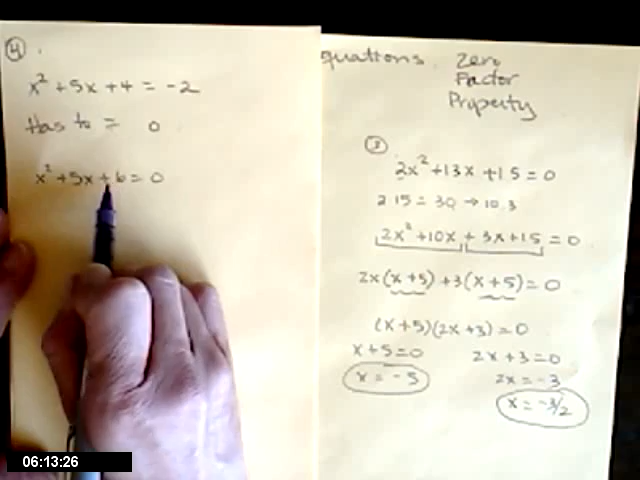 4
x² + 5x + 4 = -2
Has to = 0
x² + 5x + 6 = 0
quations. Zero
Factor
Property
3
2x² + 13x + 15 = 0
2·15 = 30 → 10·3
2x² + 10x + 3x + 15 = 0
2x(x+5) + 3(x+5) = 0
(x+5)(2x+3) = 0
x+5=0 2x+3=0
x = -5 2x = -3
x = -3/2
06:13:26